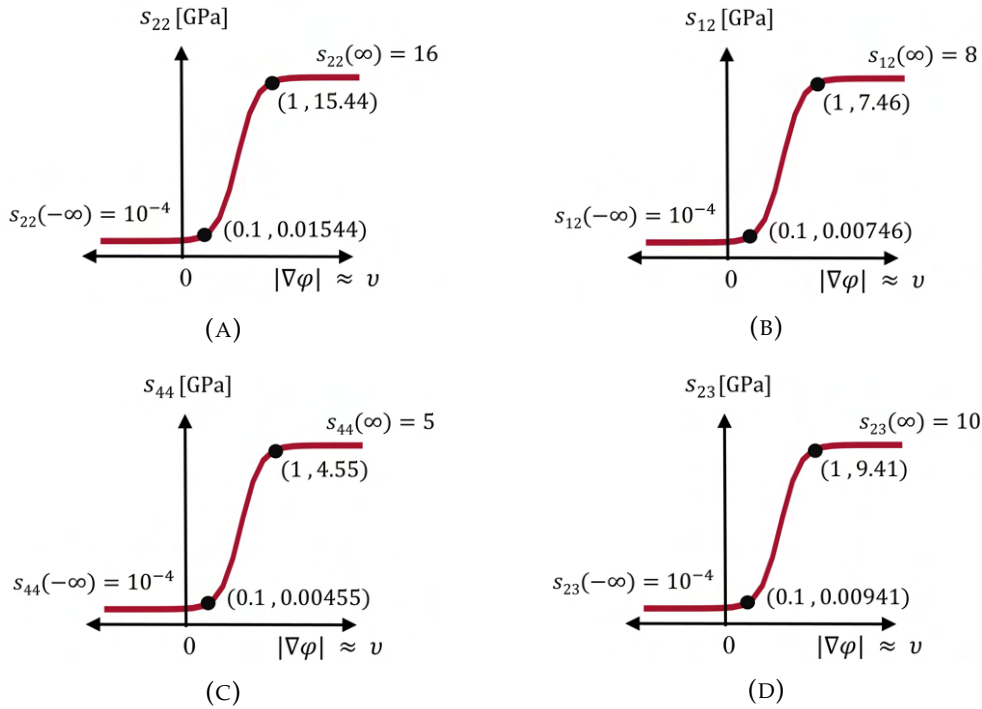 s₂₂ [GPa]
s₂₂(∞) = 16
(1 , 15.44)
s₂₂(−∞) = 10⁻⁴
(0.1 , 0.01544)
0
|∇φ| ≈ υ
(A)
s₁₂ [GPa]
s₁₂(∞) = 8
(1 , 7.46)
s₁₂(−∞) = 10⁻⁴
(0.1 , 0.00746)
0
|∇φ| ≈ υ
(B)
s₄₄ [GPa]
s₄₄(∞) = 5
(1 , 4.55)
s₄₄(−∞) = 10⁻⁴
(0.1 , 0.00455)
0
|∇φ| ≈ υ
(C)
s₂₃ [GPa]
s₂₃(∞) = 10
(1 , 9.41)
s₂₃(−∞) = 10⁻⁴
(0.1 , 0.00941)
0
|∇φ| ≈ υ
(D)